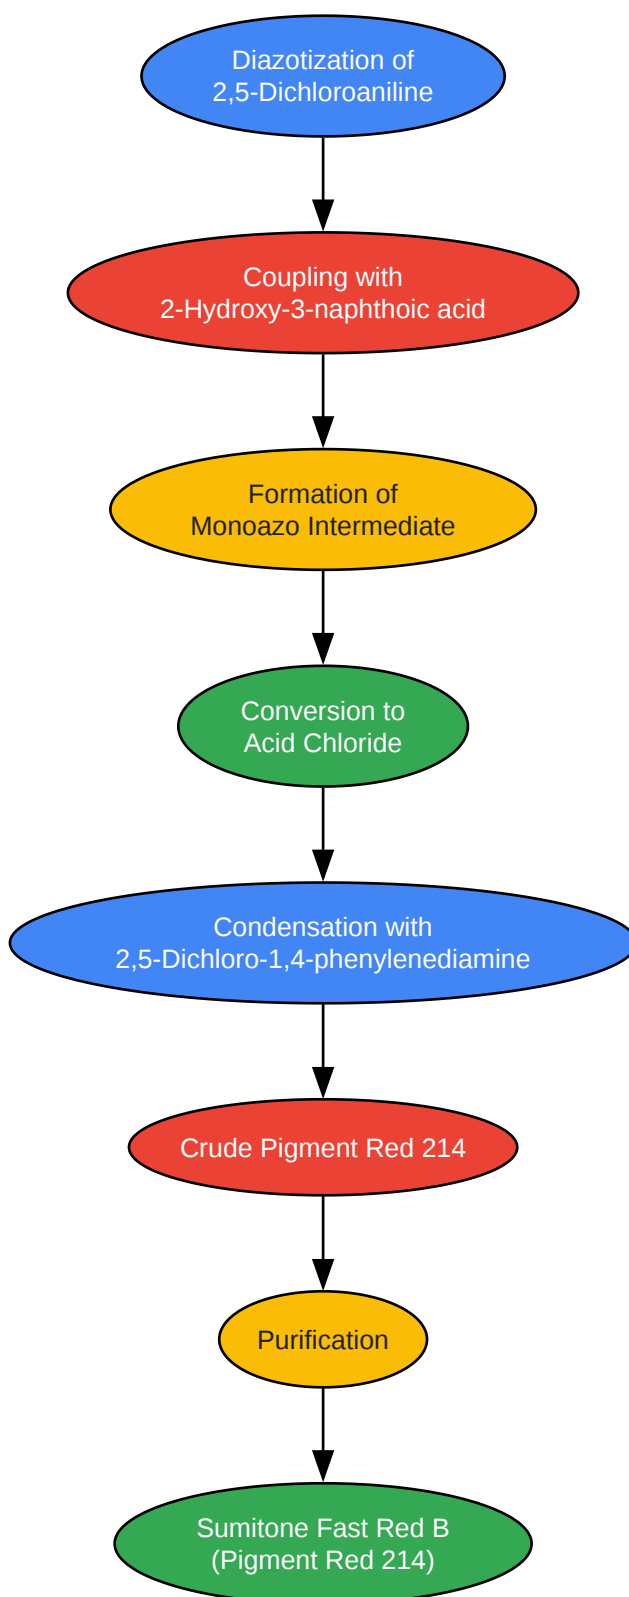 Diazotization of
2,5-Dichloroaniline
Coupling with
2-Hydroxy-3-naphthoic acid
Formation of
Monoazo Intermediate
Conversion to
Acid Chloride
Condensation with
2,5-Dichloro-1,4-phenylenediamine
Crude Pigment Red 214
Purification
Sumitone Fast Red B
(Pigment Red 214)